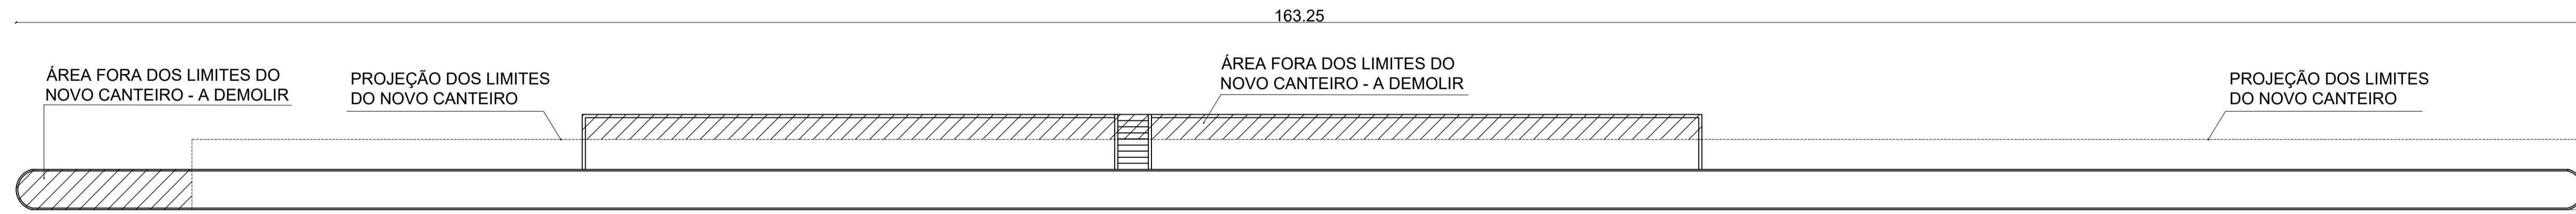 163.25
ÁREA FORA DOS LIMITES DO
NOVO CANTEIRO - A DEMOLIR
PROJEÇÃO DOS LIMITES
DO NOVO CANTEIRO
ÁREA FORA DOS LIMITES DO
NOVO CANTEIRO - A DEMOLIR
PROJEÇÃO DOS LIMITES
DO NOVO CANTEIRO